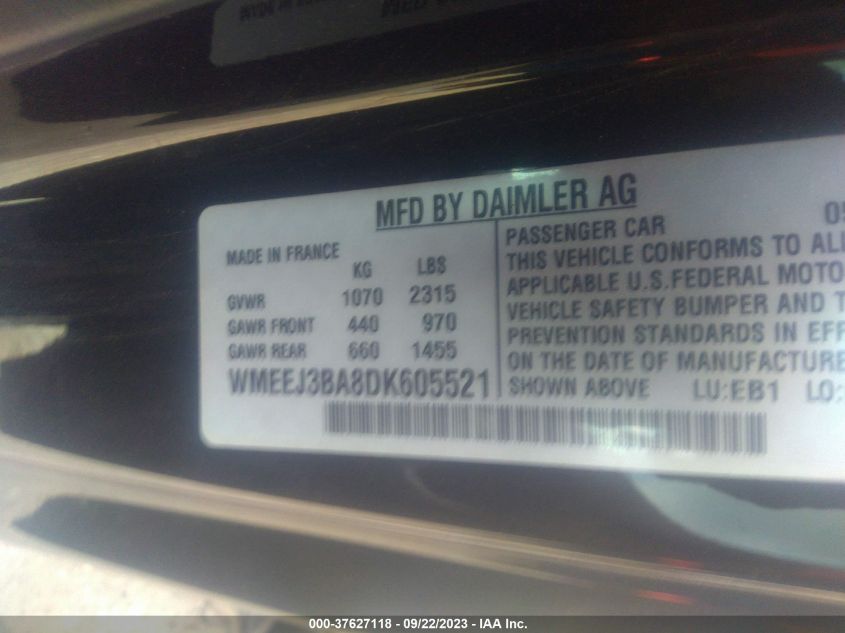 MFD BY DAIMLER AG
MADE IN FRANCE
KG LBS
GVWR 1070 2315
GAWR FRONT 440 970
GAWR REAR 660 1455
WMEEJ3BA8DK605521
PASSENGER CAR
THIS VEHICLE CONFORMS TO ALL
APPLICABLE U.S.FEDERAL MOTO
VEHICLE SAFETY BUMPER AND T
PREVENTION STANDARDS IN EFF
ON THE DATE OF MANUFACTURE
SHOWN ABOVE LU:EB1 LO:
000-37627118 - 09/22/2023 - IAA Inc.